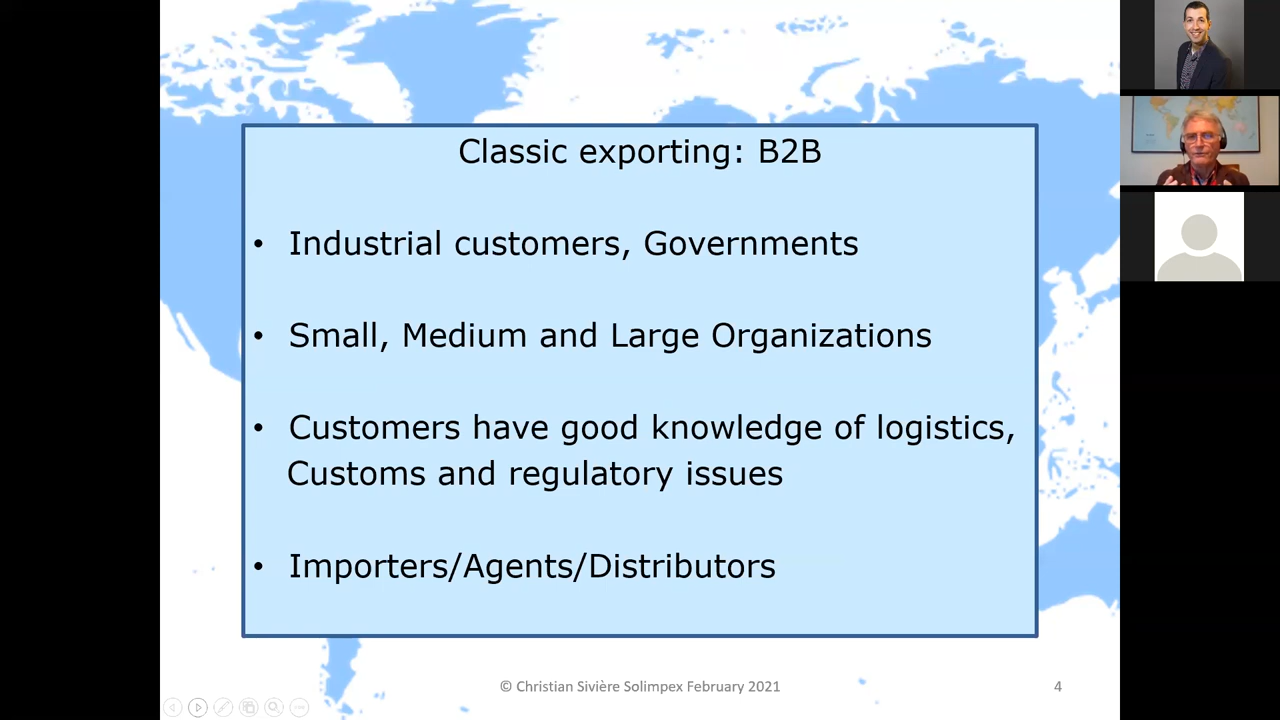 Classic exporting: B2B
• Industrial customers, Governments
• Small, Medium and Large Organizations
• Customers have good knowledge of logistics,
Customs and regulatory issues
• Importers/Agents/Distributors
© Christian Sivière Solimpex February 2021
4